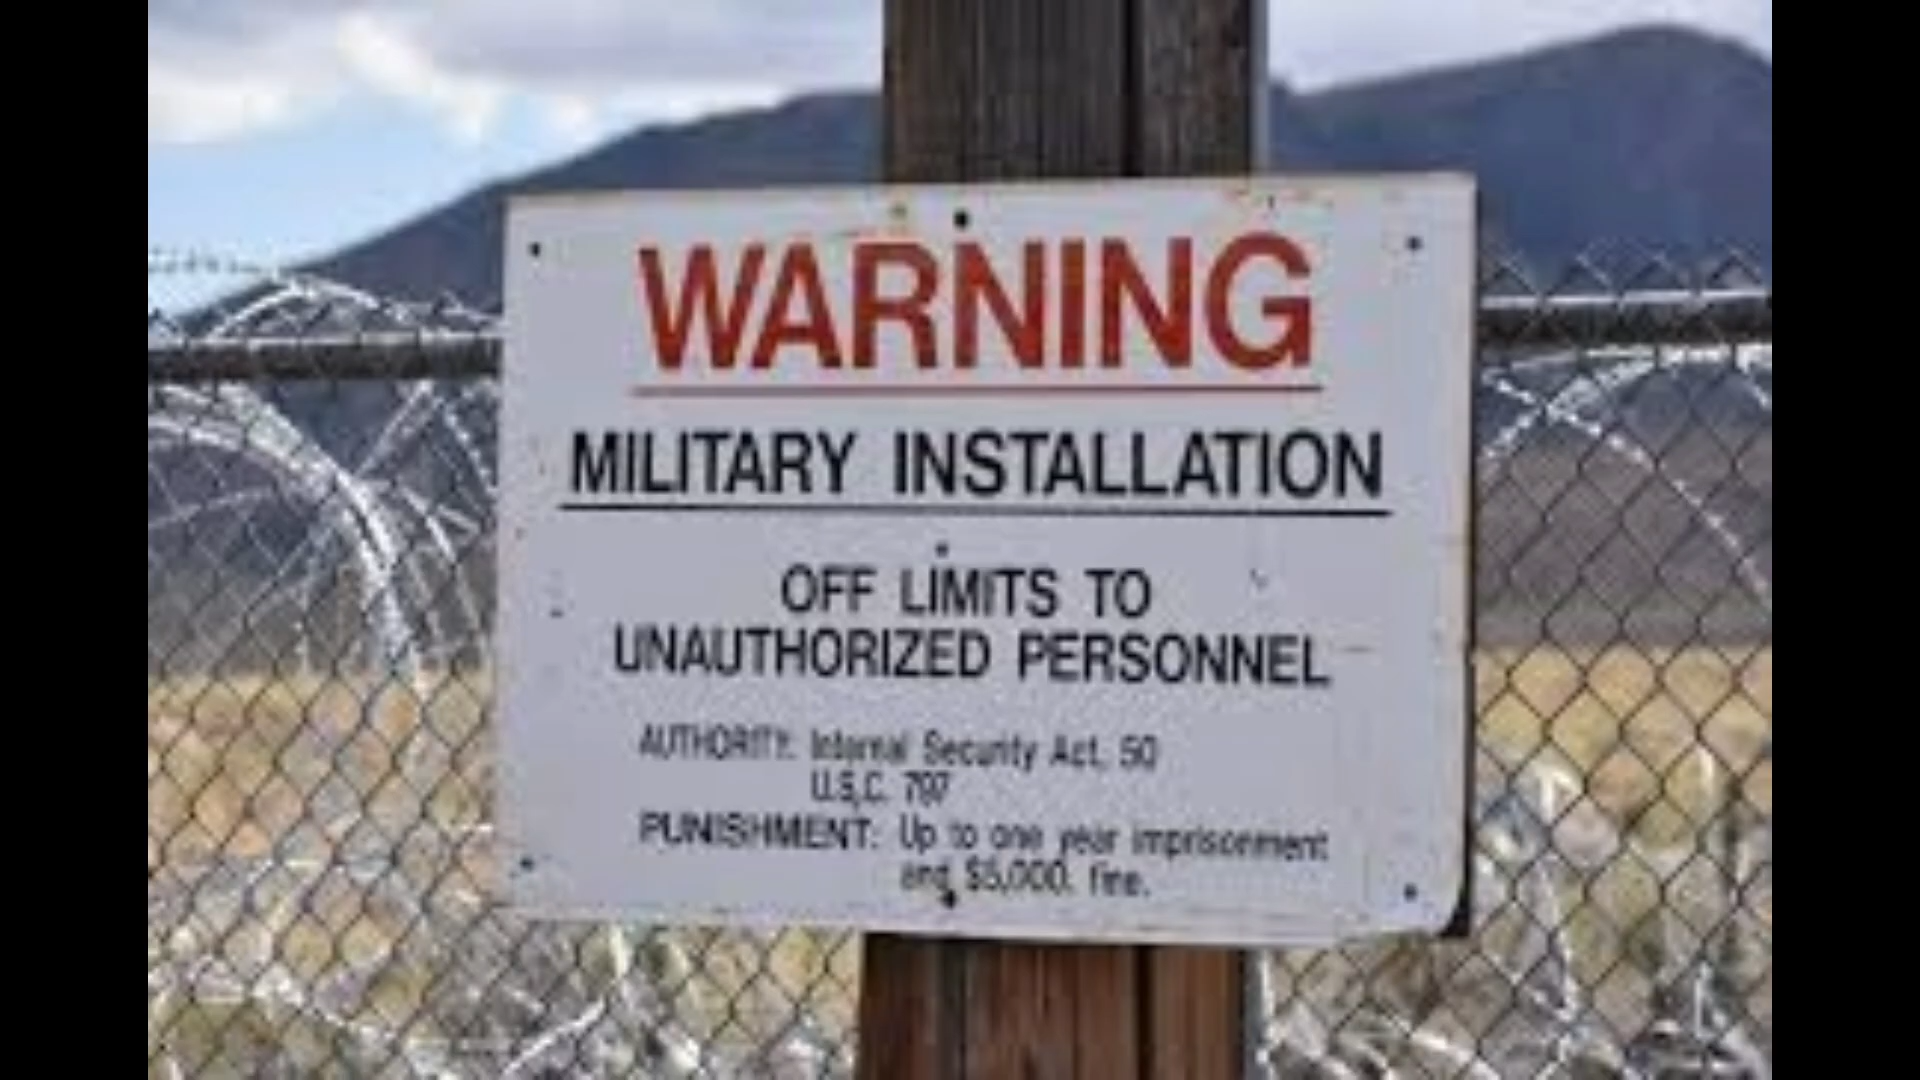 WARNING
MILITARY INSTALLATION
OFF LIMITS TO
UNAUTHORIZED PERSONNEL
AUTHORITY: Internal Security Act, 50
U.S.C. 797
PUNISHMENT: Up to one year imprisonment
and $5,000. fine.